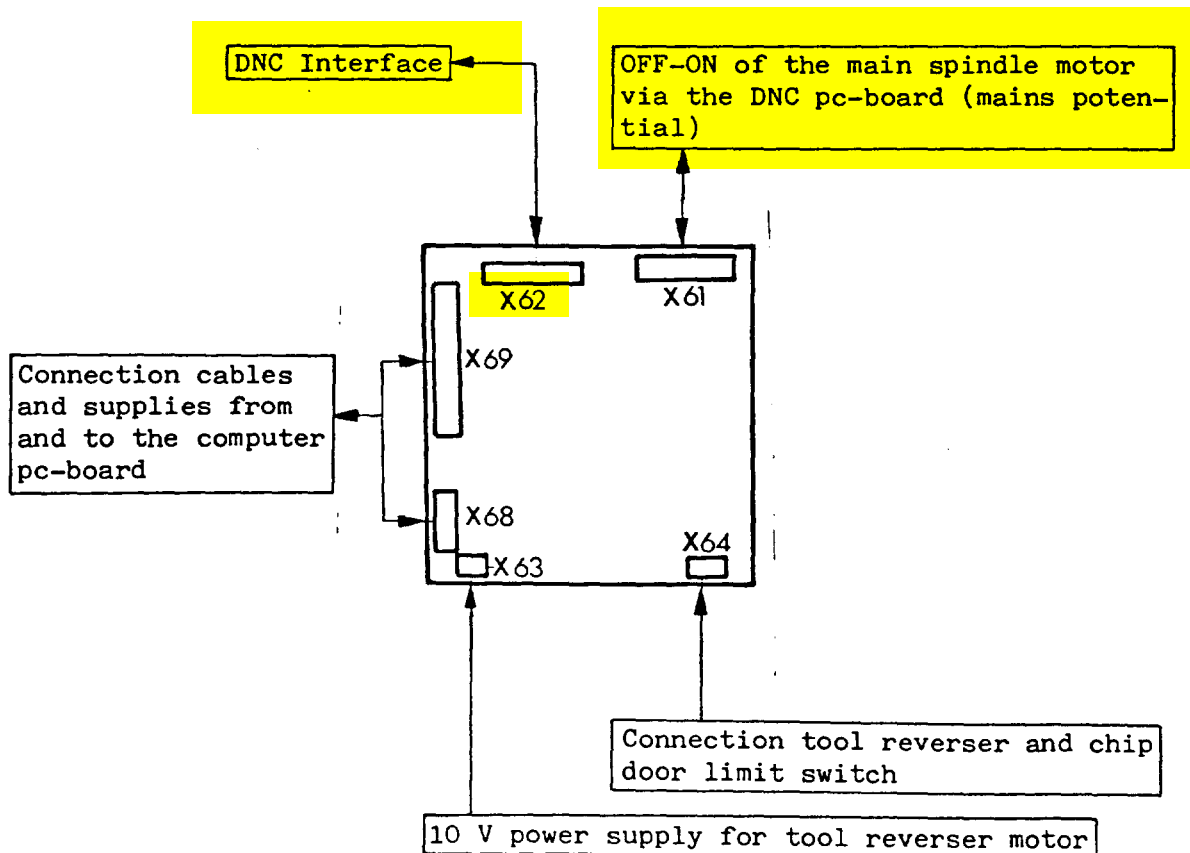 DNC Interface
OFF-ON of the main spindle motor
via the DNC pc-board (mains poten-
tial)
X62
X61
X69
Connection cables
and supplies from
and to the computer
pc-board
X68
X64
X63
Connection tool reverser and chip
door limit switch
10 V power supply for tool reverser motor